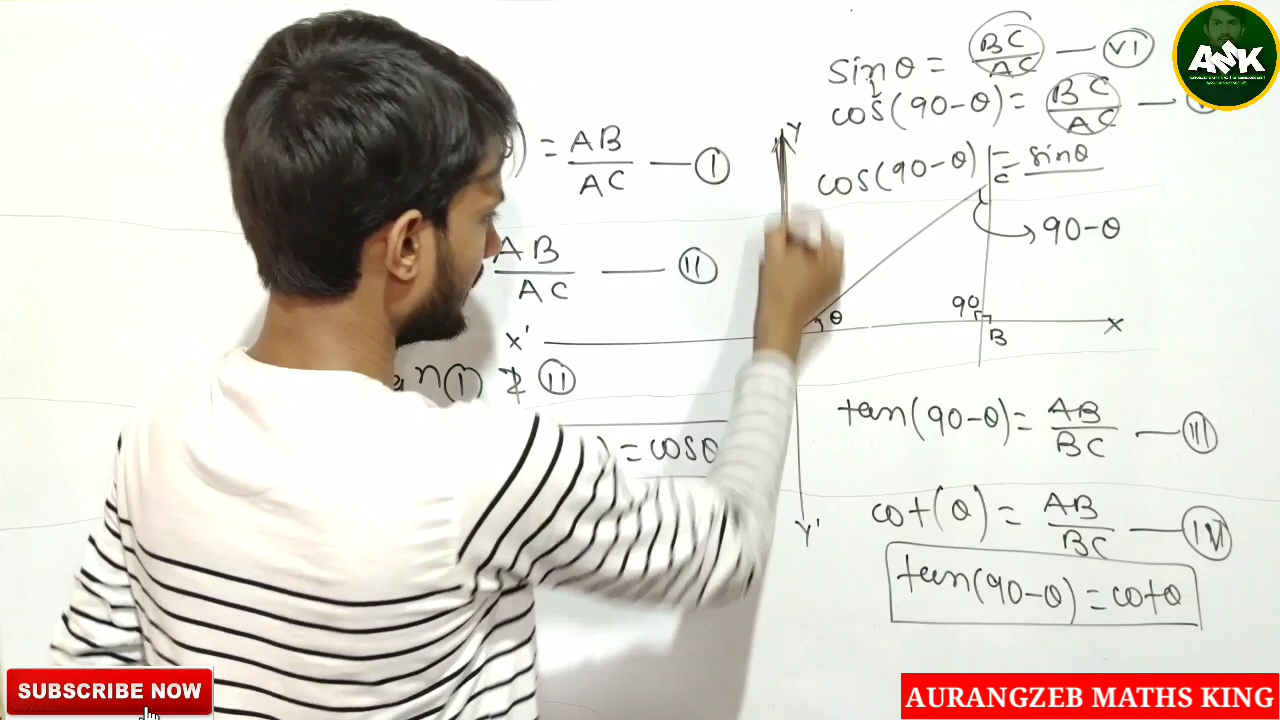 sinθ = BC/AC — VI
cos(90-θ) = BC/AC —
cos(90-θ) = sinθ
= AB/AC — I
AB/AC — II
Y
C
90-θ
θ
90
B
X
X'
n I & II
= cosθ
Y'
tan(90-θ) = AB/BC — III
cot(θ) = AB/BC — IV
tan(90-θ) = cotθ
ANK
SUBSCRIBE NOW
AURANGZEB MATHS KING